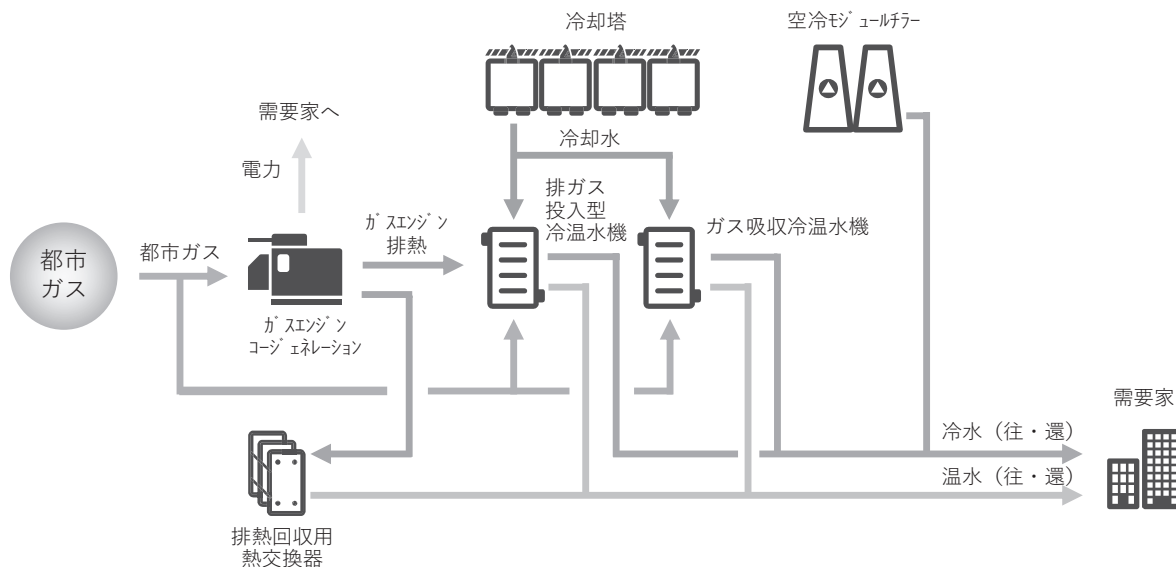 冷却塔
空冷ﾓｼﾞｭｰﾙﾁﾗｰ
需要家へ
冷却水
電力
排ガス
投入型
冷温水機
ガス吸収冷温水機
ｶﾞｽｴﾝｼﾞﾝ
排熱
都市ガス
都市
ガス
ｶﾞｽｴﾝｼﾞﾝ
ｺｰｼﾞｪﾈﾚｰｼｮﾝ
需要家
冷水（往・還）
温水（往・還）
排熱回収用
熱交換器